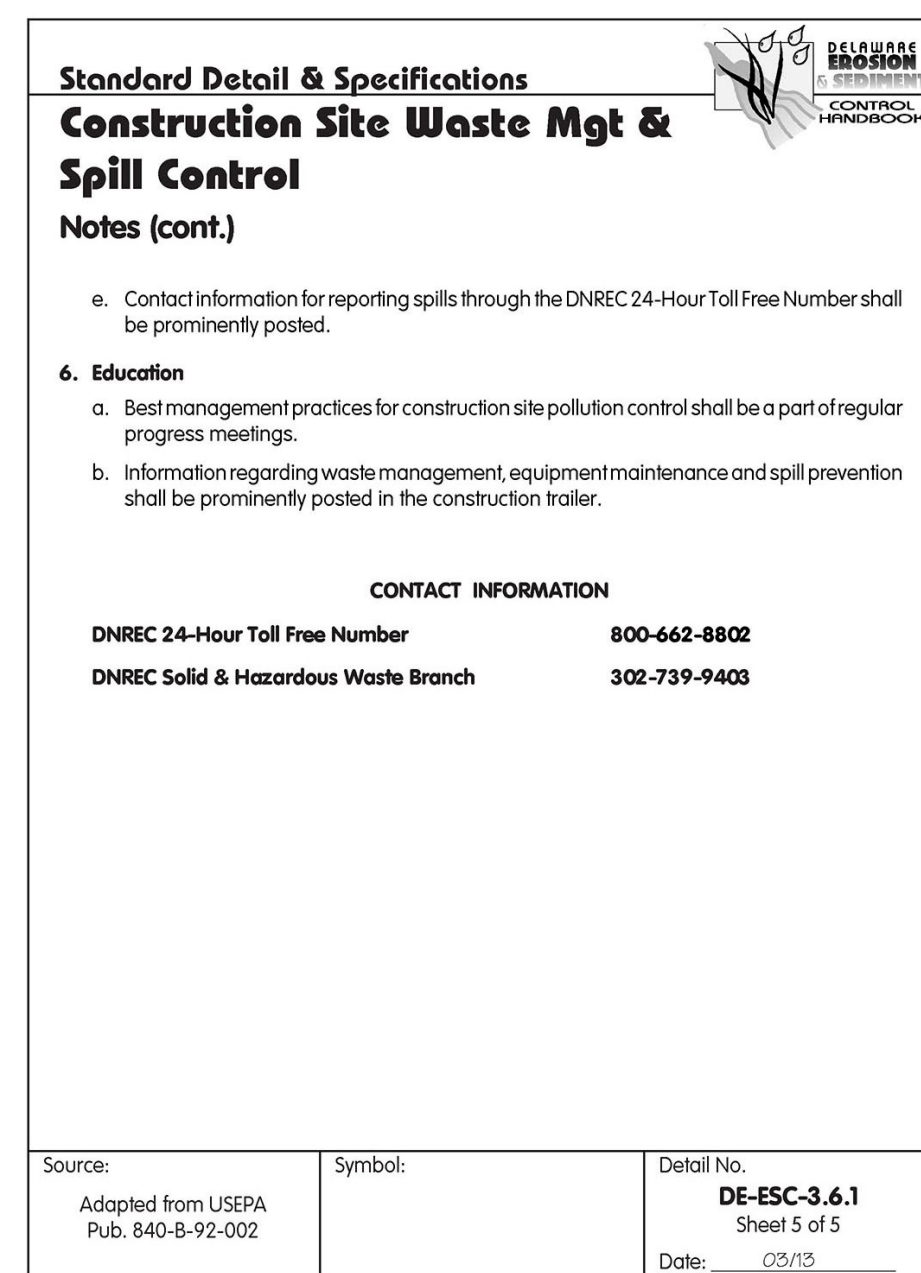 Standard Detail & Specifications
DELAWARE
EROSION
& SEDIMENT
CONTROL
HANDBOOK
Construction Site Waste Mgt &
Spill Control
Notes (cont.)
e. Contact information for reporting spills through the DNREC 24-Hour Toll Free Number shall
be prominently posted.
6. Education
a. Best management practices for construction site pollution control shall be a part of regular
progress meetings.
b. Information regarding waste management, equipment maintenance and spill prevention
shall be prominently posted in the construction trailer.
CONTACT INFORMATION
DNREC 24-Hour Toll Free Number 800-662-8802
DNREC Solid & Hazardous Waste Branch 302-739-9403
Source:
Adapted from USEPA
Pub. 840-B-92-002
Symbol:
Detail No.
DE-ESC-3.6.1
Sheet 5 of 5
Date: 03/13